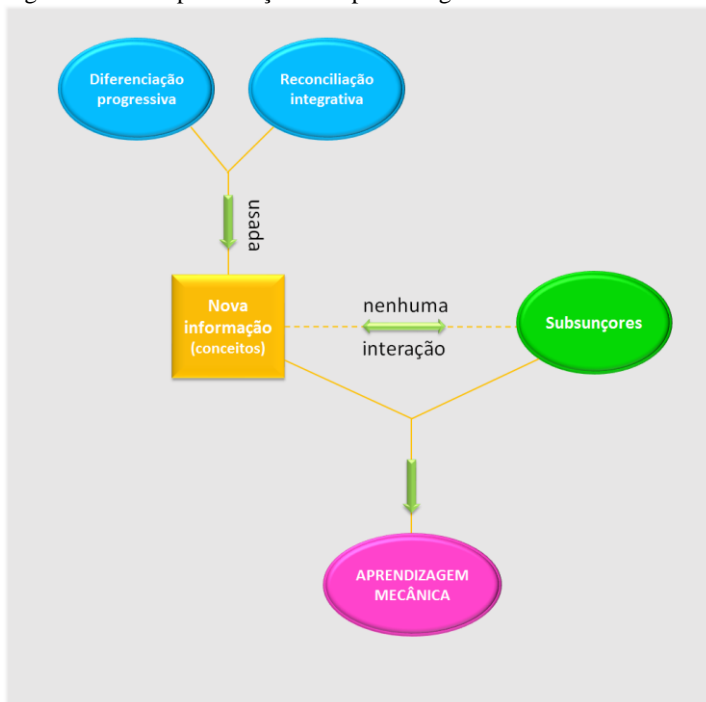 Diferenciação
progressiva
Reconciliação
integrativa
usada
Nova
informação
(conceitos)
nenhuma
interação
Subsunçores
APRENDIZAGEM
MECÂNICA